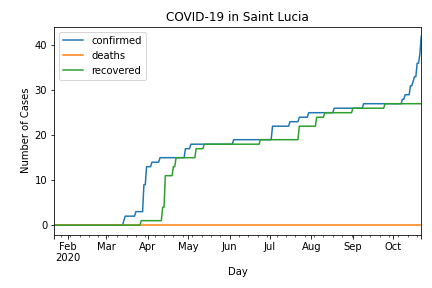 COVID-19 in Saint Lucia
confirmed
deaths
recovered
Number of Cases
40
30
20
10
0
Feb Mar Apr May Jun Jul Aug Sep Oct
2020
Day